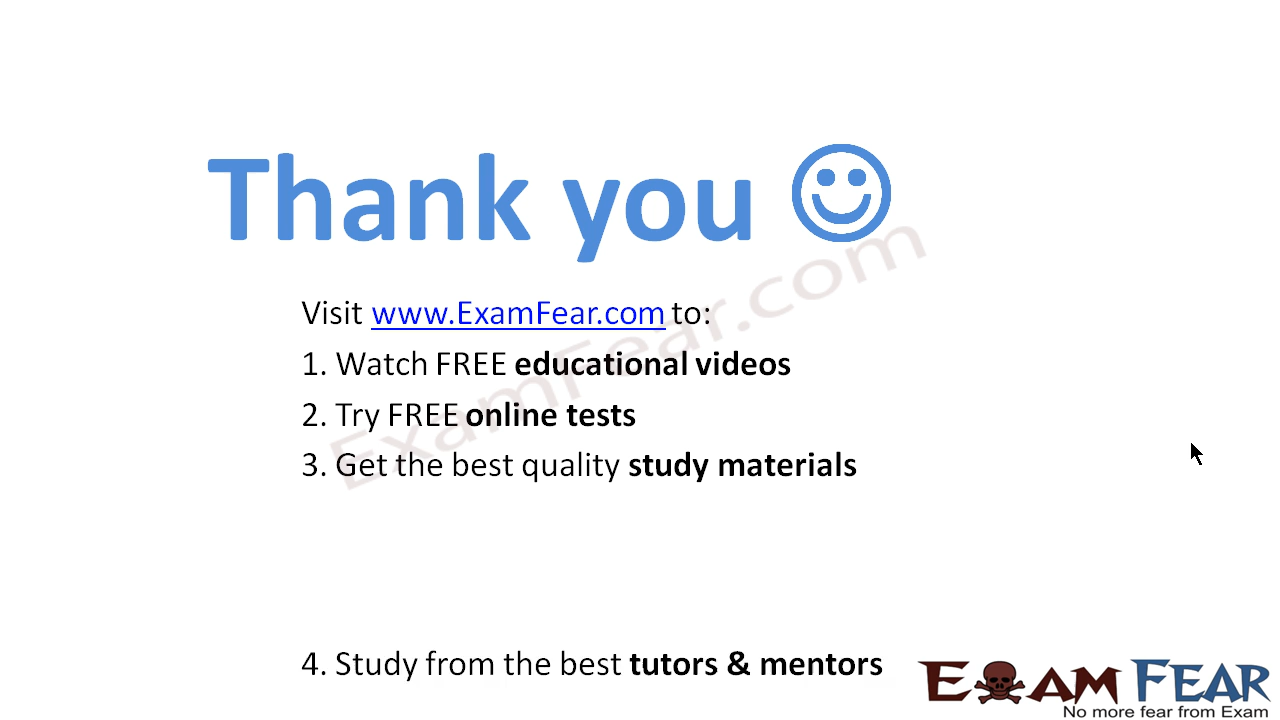 Thank you
Visit www.ExamFear.com to:
1. Watch FREE educational videos
2. Try FREE online tests
3. Get the best quality study materials
4. Study from the best tutors & mentors
ExamFear.com
EXAM FEAR
No more fear from Exam